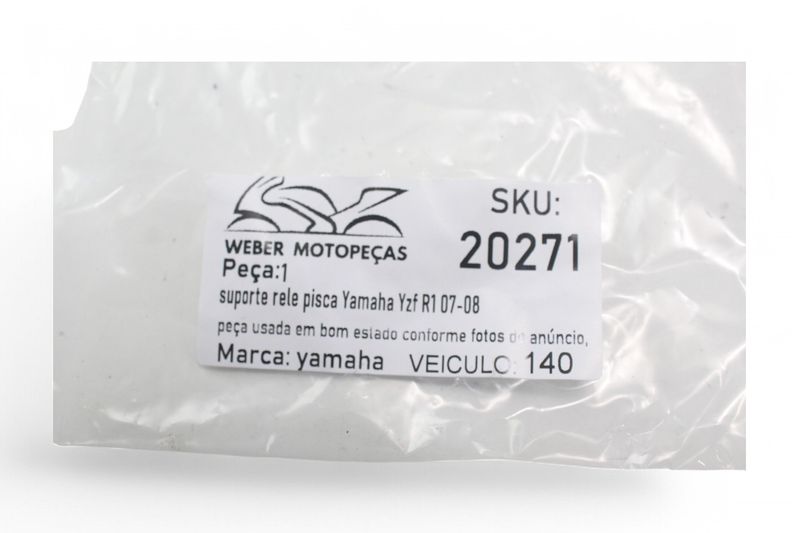 WEBER MOTOPEÇAS
SKU:
20271
Peça:1
suporte rele pisca Yamaha Yzf R1 07-08
peça usada em bom estado conforme fotos do anúncio,
Marca: yamaha VEICULO: 140